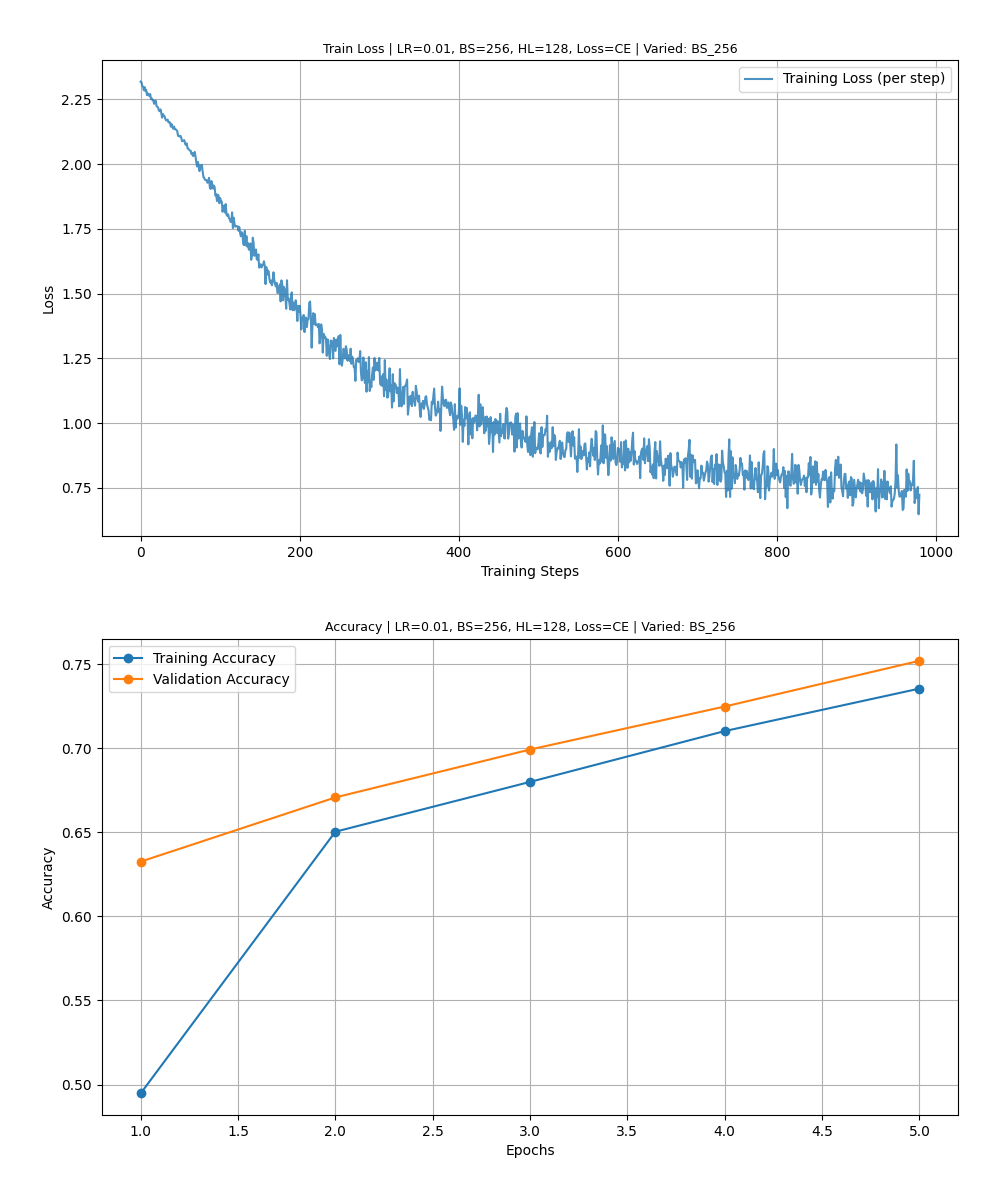 Train Loss | LR=0.01, BS=256, HL=128, Loss=CE | Varied: BS_256
Training Loss (per step)
2.25
2.00
1.75
1.50
1.25
1.00
0.75
Loss
0 200 400 600 800 1000
Training Steps
Accuracy | LR=0.01, BS=256, HL=128, Loss=CE | Varied: BS_256
Training Accuracy
Validation Accuracy
0.75
0.70
0.65
0.60
0.55
0.50
Accuracy
1.0 1.5 2.0 2.5 3.0 3.5 4.0 4.5 5.0
Epochs